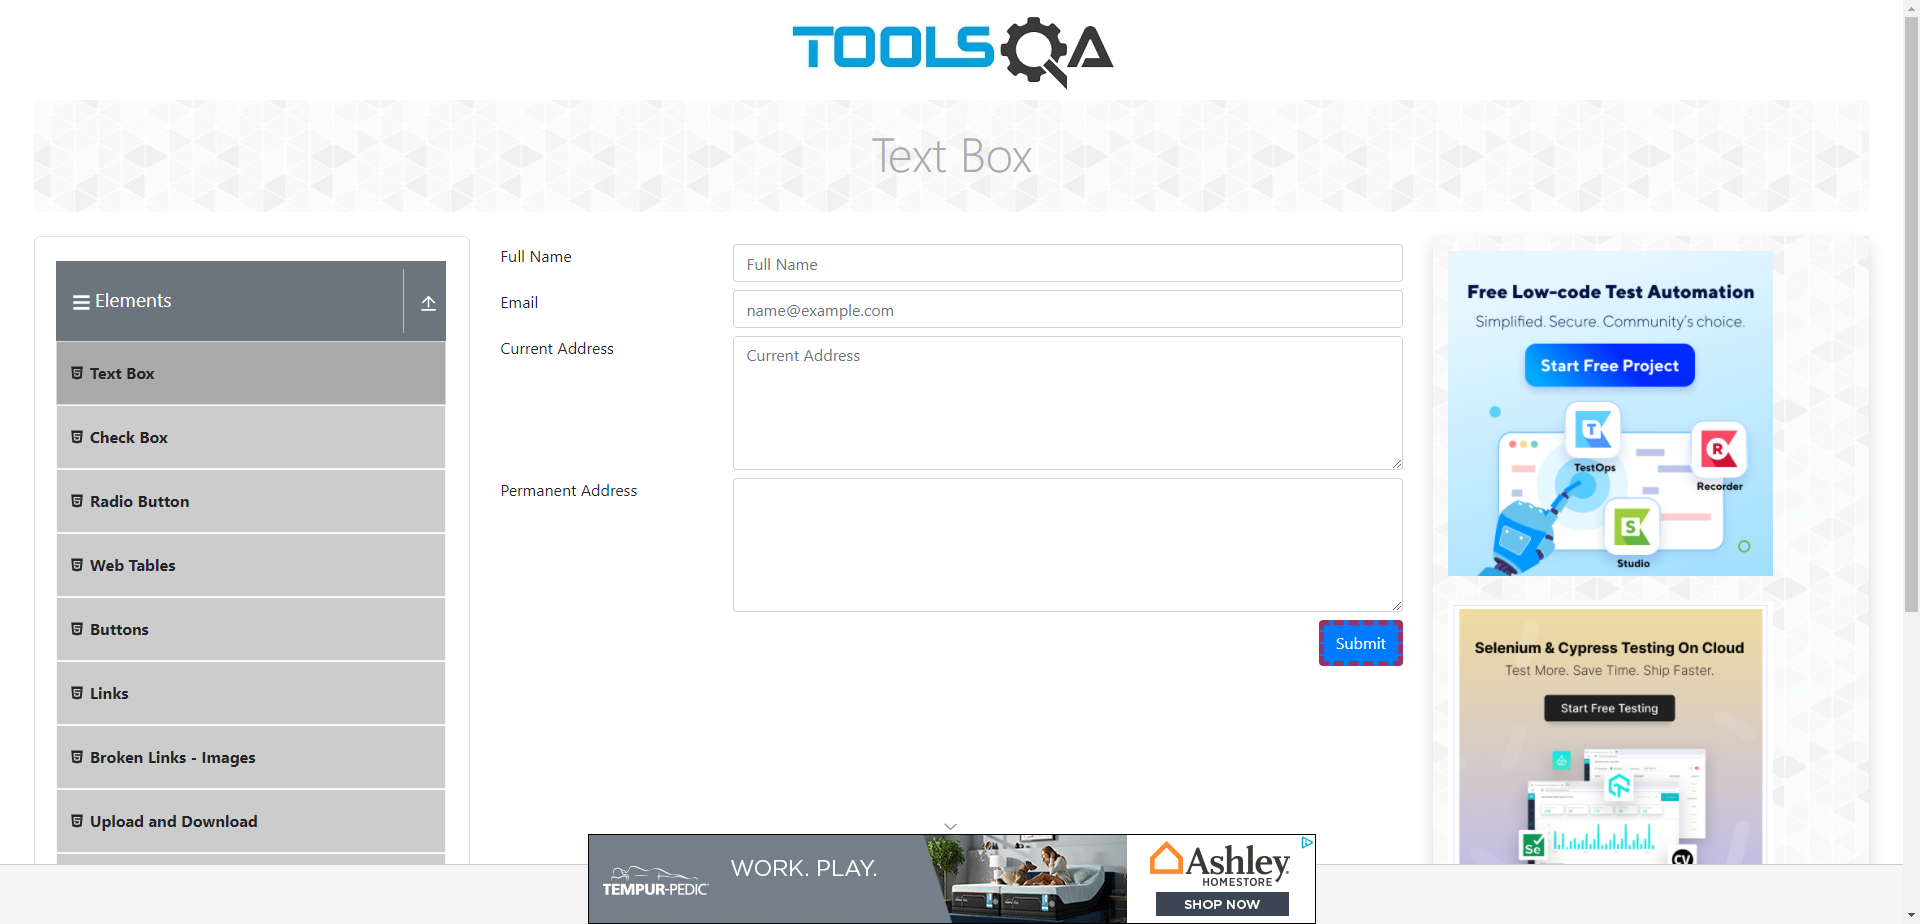 TOOLSQA
Text Box
Elements
Text Box
Check Box
Radio Button
Web Tables
Buttons
Links
Broken Links - Images
Upload and Download
Full Name
Full Name
Email
name@example.com
Current Address
Current Address
Permanent Address
Submit
Free Low-code Test Automation
Simplified. Secure. Community's choice.
Start Free Project
T
TestOps
R
Recorder
S
Studio
Selenium & Cypress Testing On Cloud
Test More. Save Time. Ship Faster.
Start Free Testing
Se
CY
TEMPUR-PEDIC
WORK. PLAY.
Ashley
HOMESTORE
SHOP NOW